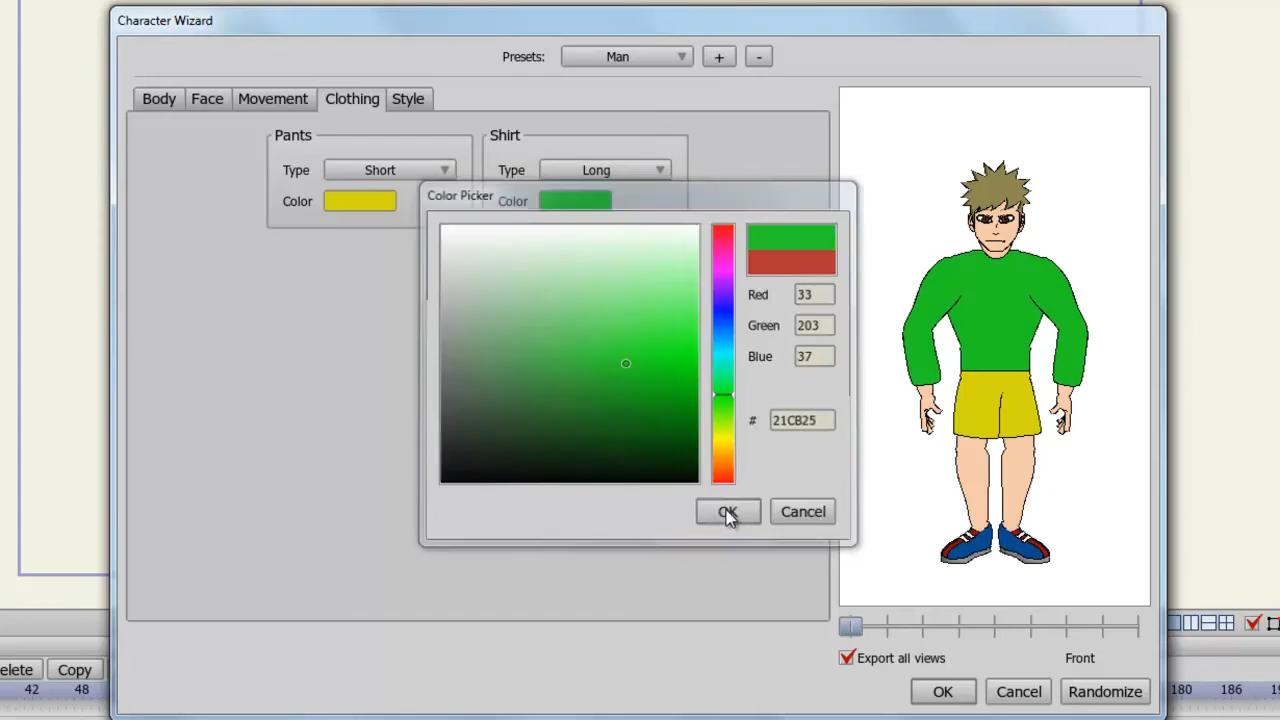 Character Wizard
Presets: Man + -
Body Face Movement Clothing Style
Pants Shirt
Type Short Type Long
Color Color
Color Picker
Red 33
Green 203
Blue 37
# 21CB25
OK Cancel
Export all views Front
OK Cancel Randomize
elete Copy
42 48 180 186